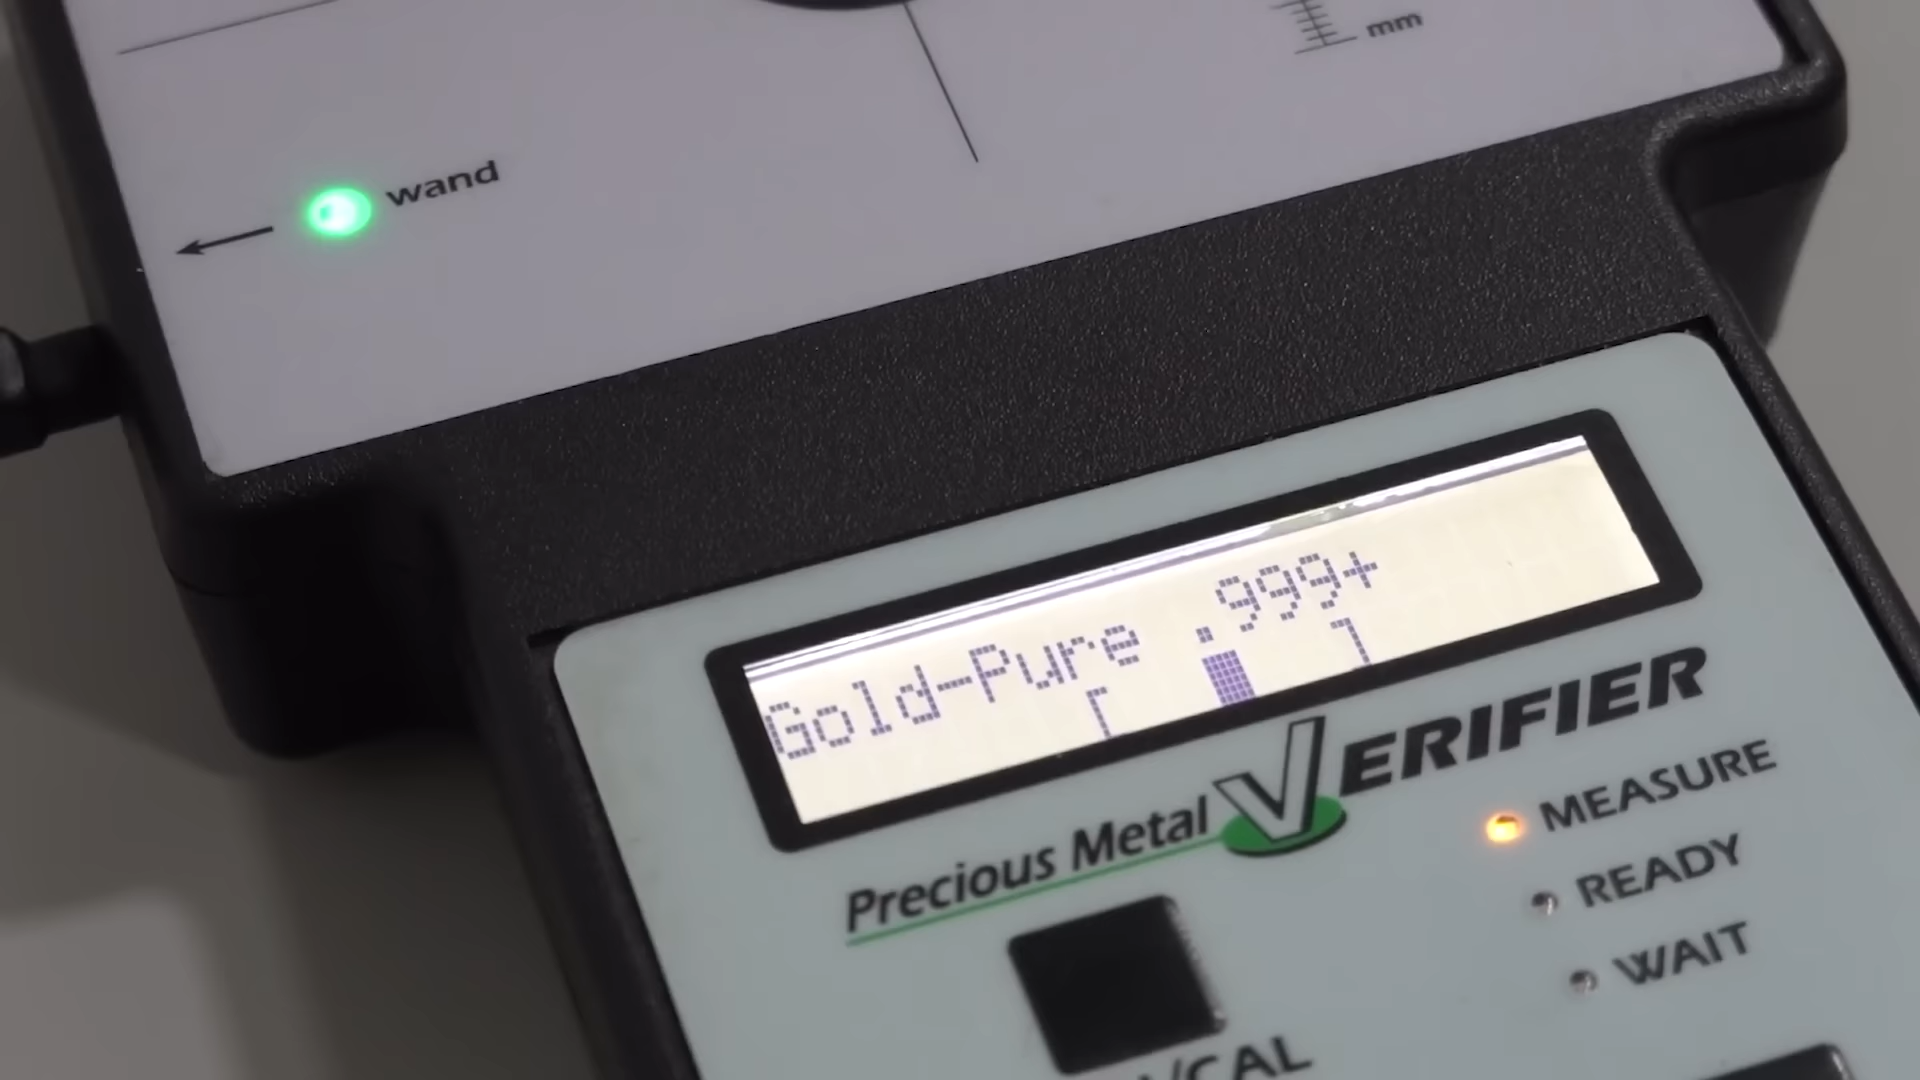 mm
wand
Gold-Pure .999+
[ ]
Precious Metal VERIFIER
MEASURE
READY
WAIT
/CAL